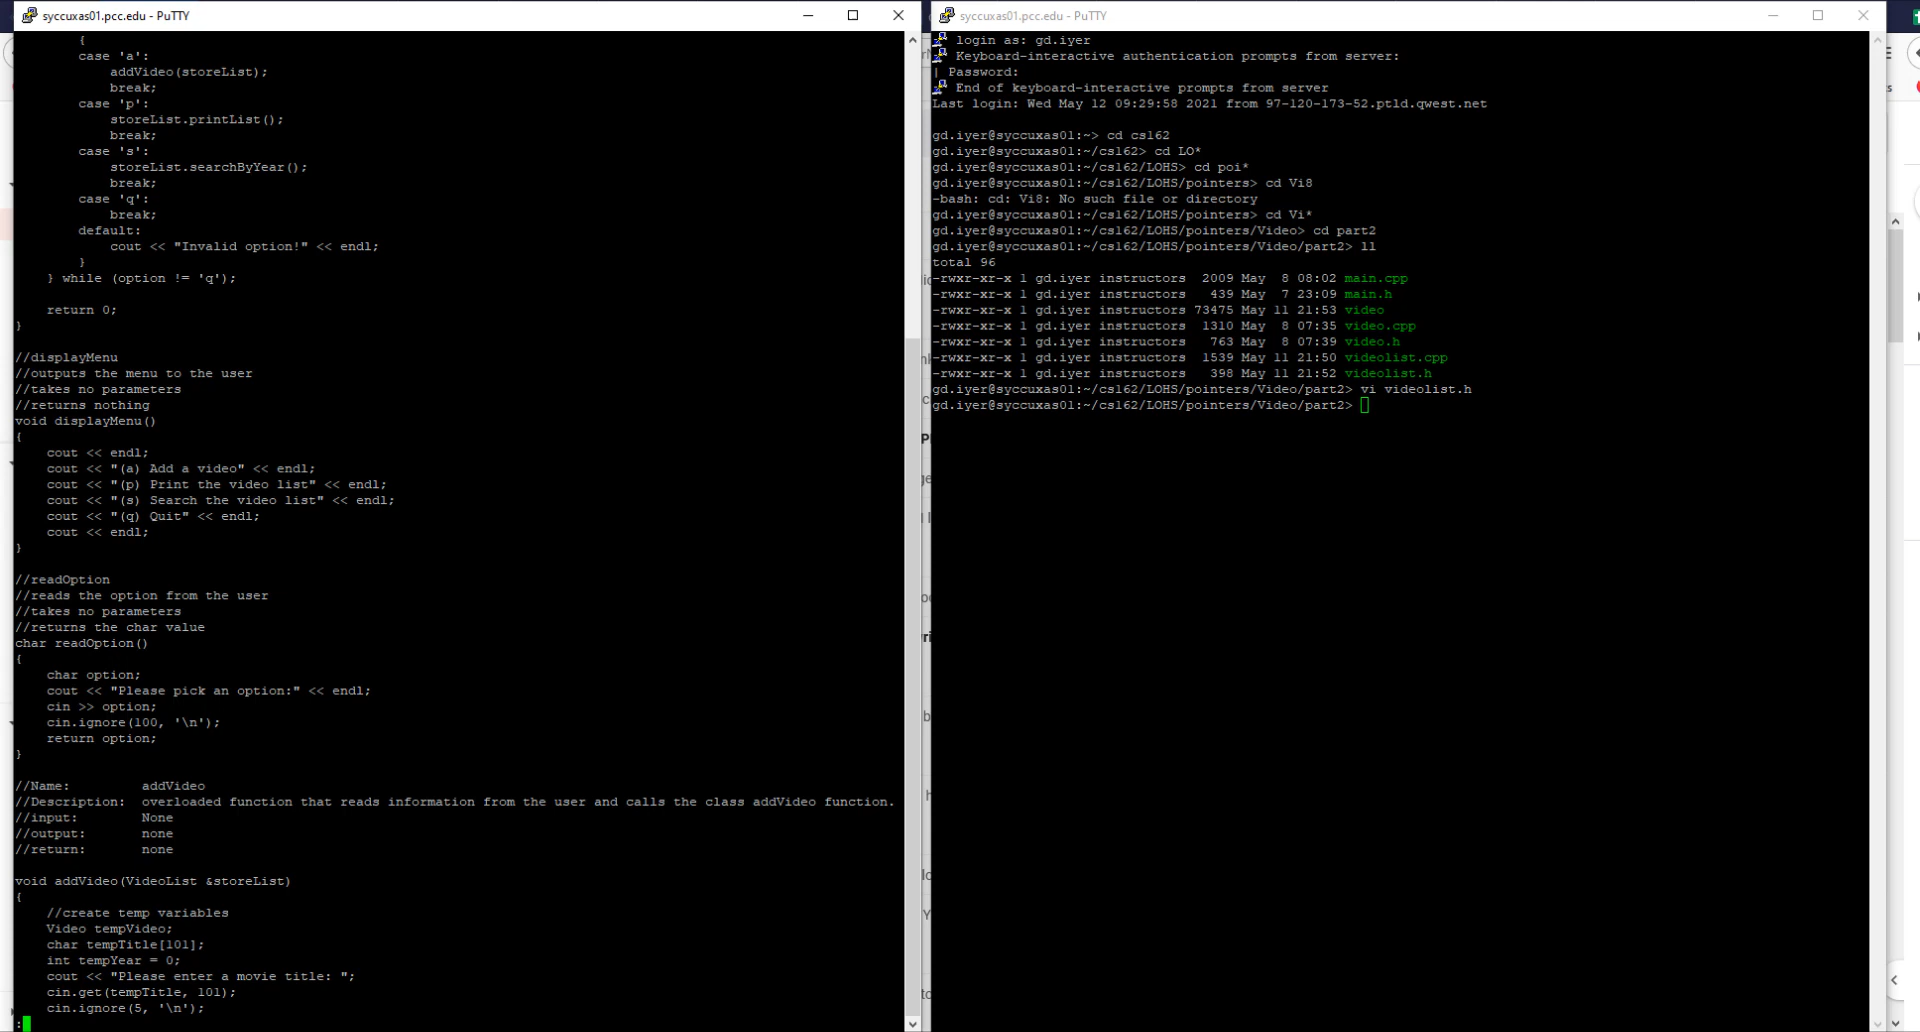 syccuxas01.pcc.edu - PuTTY
        {
        case 'a':
            addVideo(storeList);
            break;
        case 'p':
            storeList.printList();
            break;
        case 's':
            storeList.searchByYear();
            break;
        case 'q':
            break;
        default:
            cout << "Invalid option!" << endl;
        }
    } while (option != 'q');
    return 0;
}
//displayMenu
//outputs the menu to the user
//takes no parameters
//returns nothing
void displayMenu()
{
    cout << endl;
    cout << "(a) Add a video" << endl;
    cout << "(p) Print the video list" << endl;
    cout << "(s) Search the video list" << endl;
    cout << "(q) Quit" << endl;
    cout << endl;
}
//readOption
//reads the option from the user
//takes no parameters
//returns the char value
char readOption()
{
    char option;
    cout << "Please pick an option:" << endl;
    cin >> option;
    cin.ignore(100, '\n');
    return option;
}
//Name:         addVideo
//Description:  overloaded function that reads information from the user and calls the class addVideo function.
//input:        None
//output:       none
//return:       none
void addVideo(VideoList &storeList)
{
    //create temp variables
    Video tempVideo;
    char tempTitle[101];
    int tempYear = 0;
    cout << "Please enter a movie title: ";
    cin.get(tempTitle, 101);
    cin.ignore(5, '\n');
:
syccuxas01.pcc.edu - PuTTY
login as: gd.iyer
Keyboard-interactive authentication prompts from server:
| Password:
End of keyboard-interactive prompts from server
Last login: Wed May 12 09:29:58 2021 from 97-120-173-52.ptld.qwest.net
gd.iyer@syccuxas01:~> cd cs162
gd.iyer@syccuxas01:~/cs162> cd LO*
gd.iyer@syccuxas01:~/cs162/LOHS> cd poi*
gd.iyer@syccuxas01:~/cs162/LOHS/pointers> cd Vi8
-bash: cd: Vi8: No such file or directory
gd.iyer@syccuxas01:~/cs162/LOHS/pointers> cd Vi*
gd.iyer@syccuxas01:~/cs162/LOHS/pointers/Video> cd part2
gd.iyer@syccuxas01:~/cs162/LOHS/pointers/Video/part2> ll
total 96
-rwxr-xr-x 1 gd.iyer instructors  2009 May  8 08:02 main.cpp
-rwxr-xr-x 1 gd.iyer instructors   439 May  7 23:09 main.h
-rwxr-xr-x 1 gd.iyer instructors 73475 May 11 21:53 video
-rwxr-xr-x 1 gd.iyer instructors  1310 May  8 07:35 video.cpp
-rwxr-xr-x 1 gd.iyer instructors   763 May  8 07:39 video.h
-rwxr-xr-x 1 gd.iyer instructors  1539 May 11 21:50 videolist.cpp
-rwxr-xr-x 1 gd.iyer instructors   398 May 11 21:52 videolist.h
gd.iyer@syccuxas01:~/cs162/LOHS/pointers/Video/part2> vi videolist.h
gd.iyer@syccuxas01:~/cs162/LOHS/pointers/Video/part2>